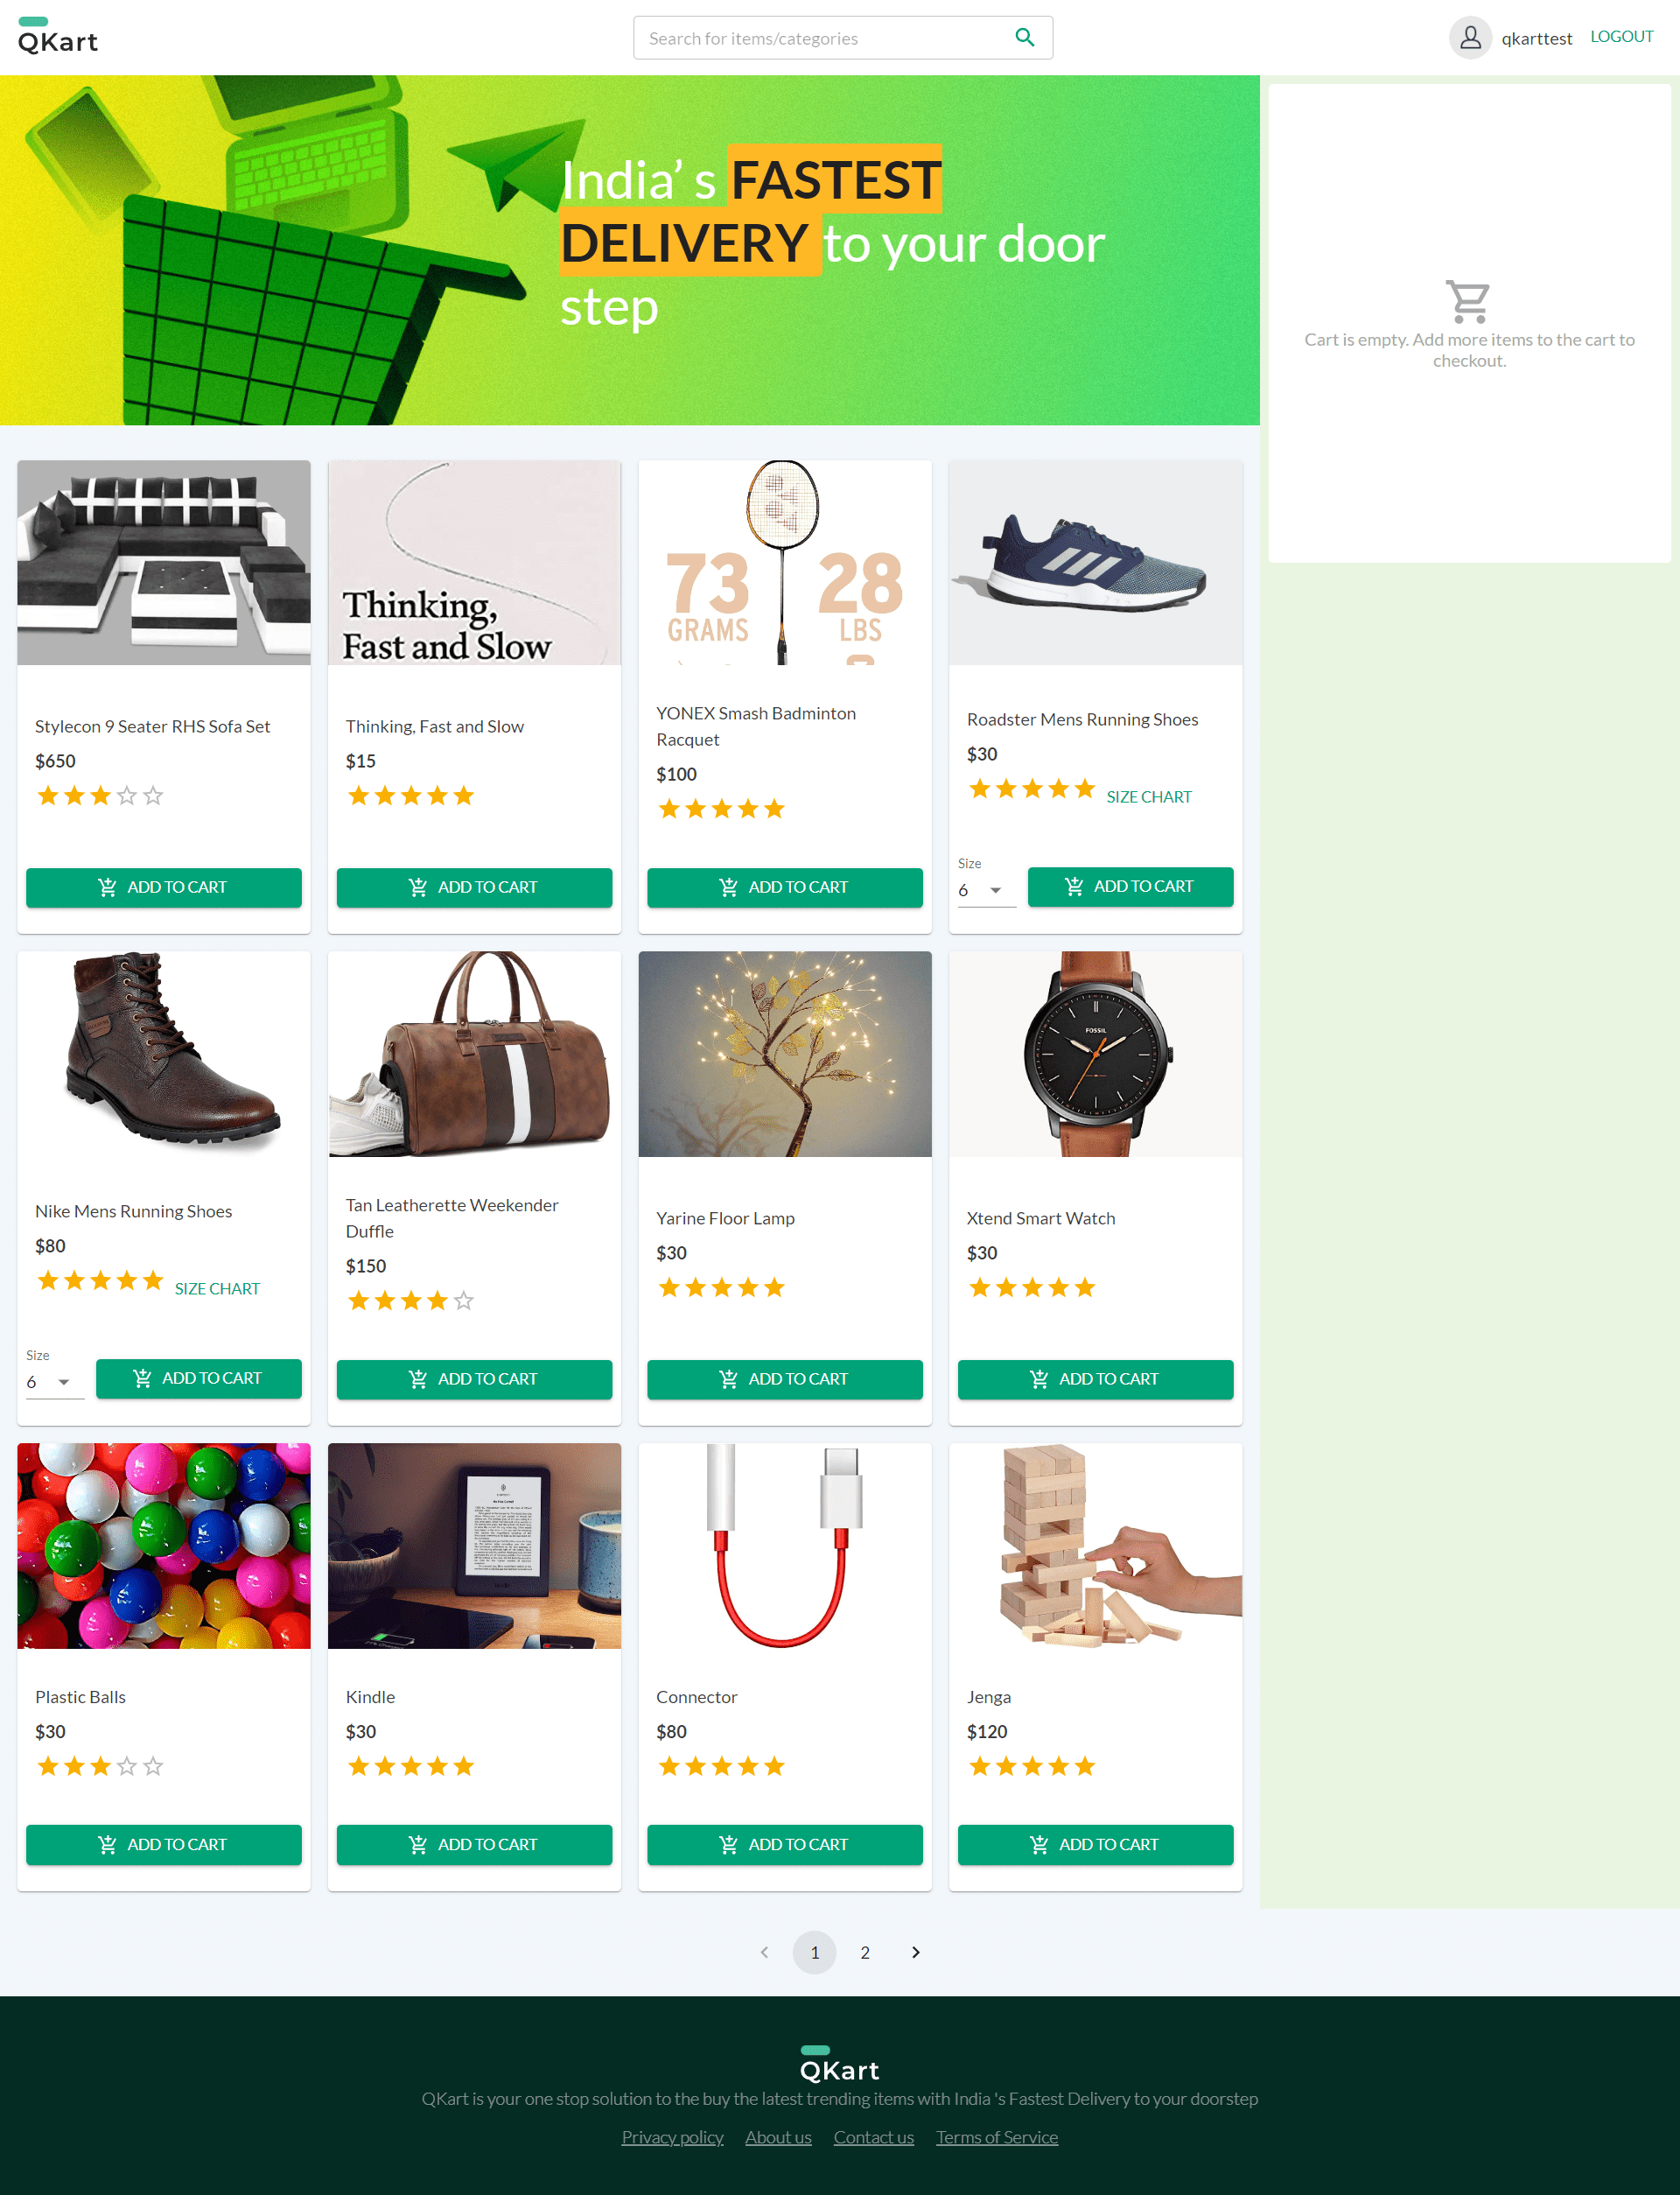 QKart
Search for items/categories
qkarttest
LOGOUT
India’ s FASTEST
DELIVERY to your door
step
Cart is empty. Add more items to the cart to
checkout.
Thinking,
Fast and Slow
73
GRAMS
28
LBS
Stylecon 9 Seater RHS Sofa Set
$650
Thinking, Fast and Slow
$15
YONEX Smash Badminton
Racquet
$100
Roadster Mens Running Shoes
$30
SIZE CHART
ADD TO CART
ADD TO CART
ADD TO CART
Size
6
ADD TO CART
FOSSIL
Nike Mens Running Shoes
$80
SIZE CHART
Tan Leatherette Weekender
Duffle
$150
Yarine Floor Lamp
$30
Xtend Smart Watch
$30
Size
6
ADD TO CART
ADD TO CART
ADD TO CART
ADD TO CART
Plastic Balls
$30
Kindle
$30
Connector
$80
Jenga
$120
ADD TO CART
ADD TO CART
ADD TO CART
ADD TO CART
1
2
QKart
QKart is your one stop solution to the buy the latest trending items with India 's Fastest Delivery to your doorstep
Privacy policy
About us
Contact us
Terms of Service